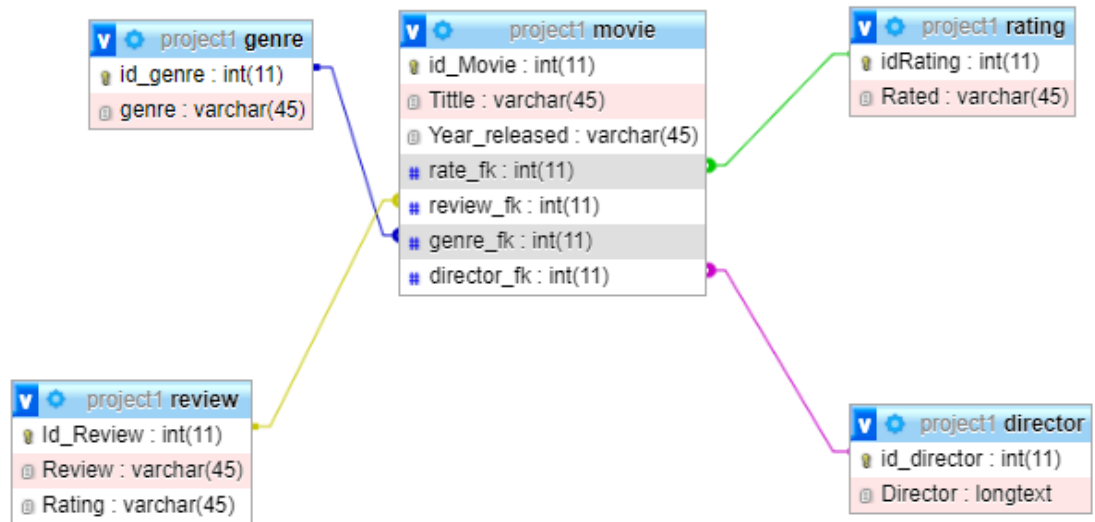 project1 genre
id_genre : int(11)
genre : varchar(45)
project1 movie
id_Movie : int(11)
Tittle : varchar(45)
Year_released : varchar(45)
# rate_fk : int(11)
# review_fk : int(11)
# genre_fk : int(11)
# director_fk : int(11)
project1 rating
idRating : int(11)
Rated : varchar(45)
project1 review
Id_Review : int(11)
Review : varchar(45)
Rating : varchar(45)
project1 director
id_director : int(11)
Director : longtext